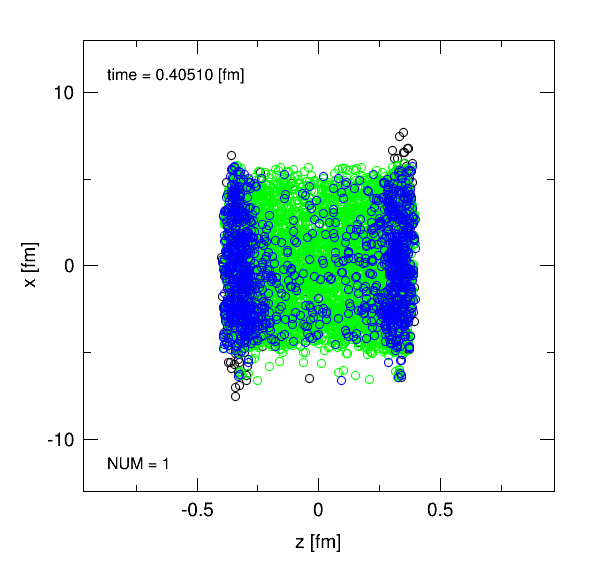 time = 0.40510 [fm]
10
0
-10
x [fm]
NUM = 1
-0.5 0 0.5
z [fm]